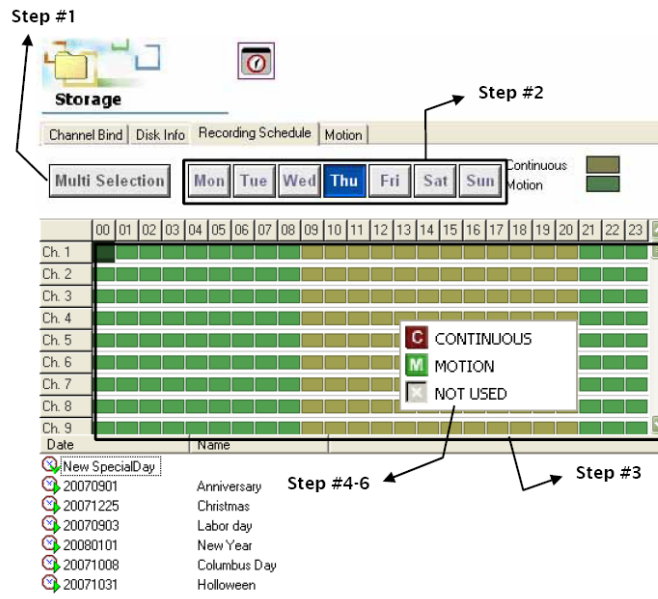 Step #1
Step #2
Storage
Channel Bind Disk Info Recording Schedule Motion
Multi Selection Mon Tue Wed Thu Fri Sat Sun
Continuous
Motion
00 01 02 03 04 05 06 07 08 09 10 11 12 13 14 15 16 17 18 19 20 21 22 23
Ch. 1
Ch. 2
Ch. 3
Ch. 4
Ch. 5
Ch. 6
Ch. 7
Ch. 8
Ch. 9
C CONTINUOUS
M MOTION
X NOT USED
Date Name
New SpecialDay
20070901 Anniversary
20071225 Christmas
20070903 Labor day
20080101 New Year
20071008 Columbus Day
20071031 Holloween
Step #4-6
Step #3